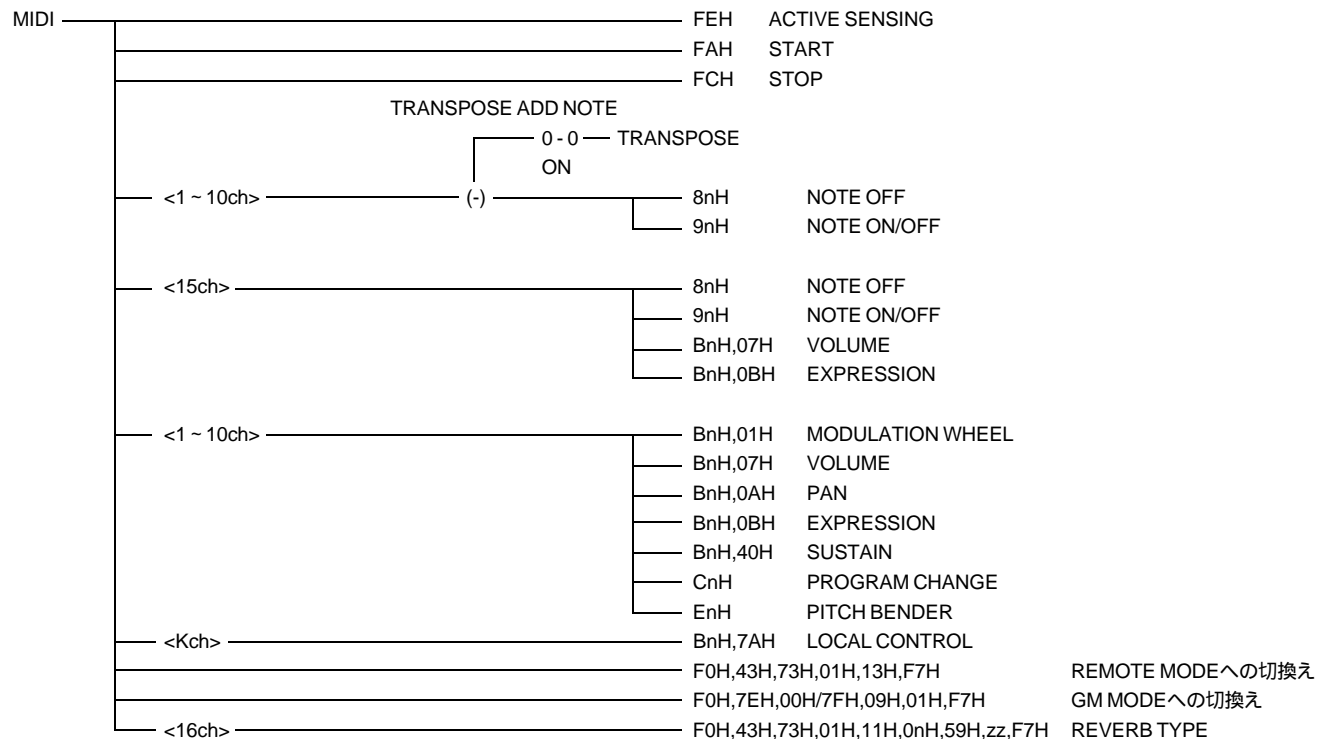 MIDI FEH ACTIVE SENSING
FAH START
FCH STOP
TRANSPOSE ADD NOTE
0 - 0 TRANSPOSE
ON
<1 ~ 10ch> (-) 8nH NOTE OFF
9nH NOTE ON/OFF
<15ch> 8nH NOTE OFF
9nH NOTE ON/OFF
BnH,07H VOLUME
BnH,0BH EXPRESSION
<1 ~ 10ch> BnH,01H MODULATION WHEEL
BnH,07H VOLUME
BnH,0AH PAN
BnH,0BH EXPRESSION
BnH,40H SUSTAIN
CnH PROGRAM CHANGE
EnH PITCH BENDER
<Kch> BnH,7AH LOCAL CONTROL
F0H,43H,73H,01H,13H,F7H REMOTE MODEへの切換え
F0H,7EH,00H/7FH,09H,01H,F7H GM MODEへの切換え
<16ch> F0H,43H,73H,01H,11H,0nH,59H,zz,F7H REVERB TYPE